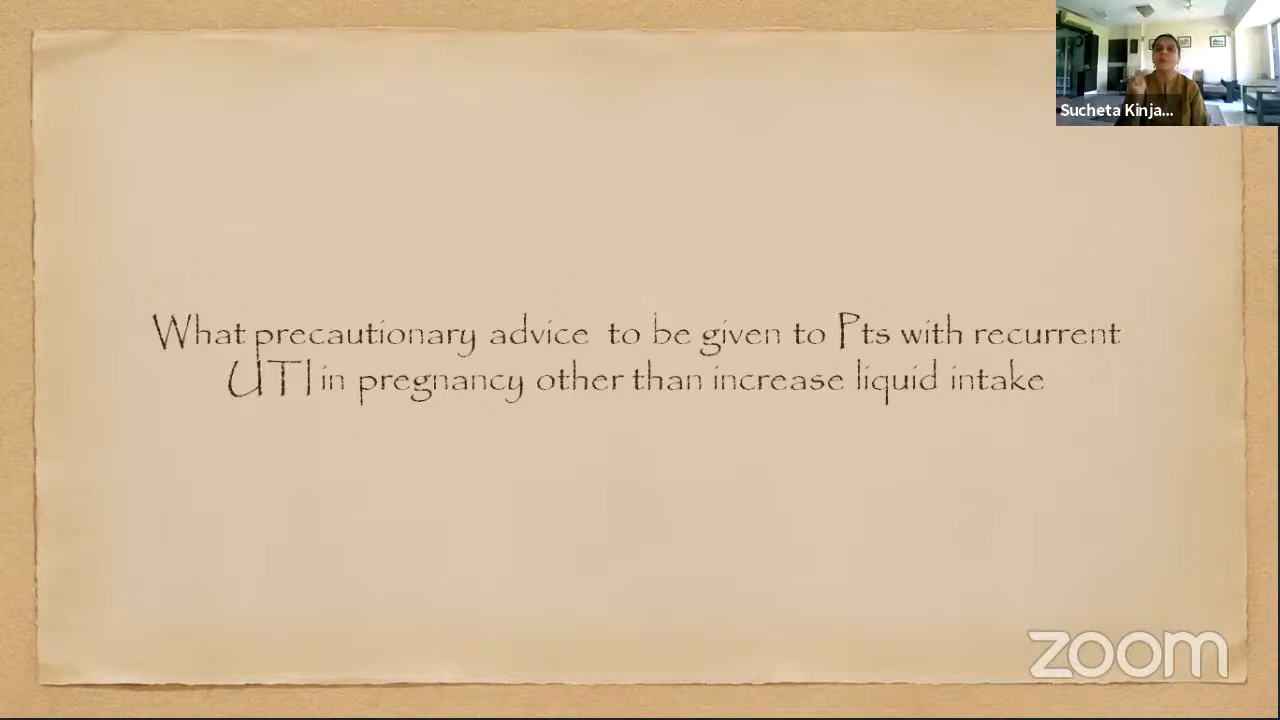 Sucheta Kinja...
What precautionary advice to be given to Pts with recurrent
UTI in pregnancy other than increase liquid intake
zoom